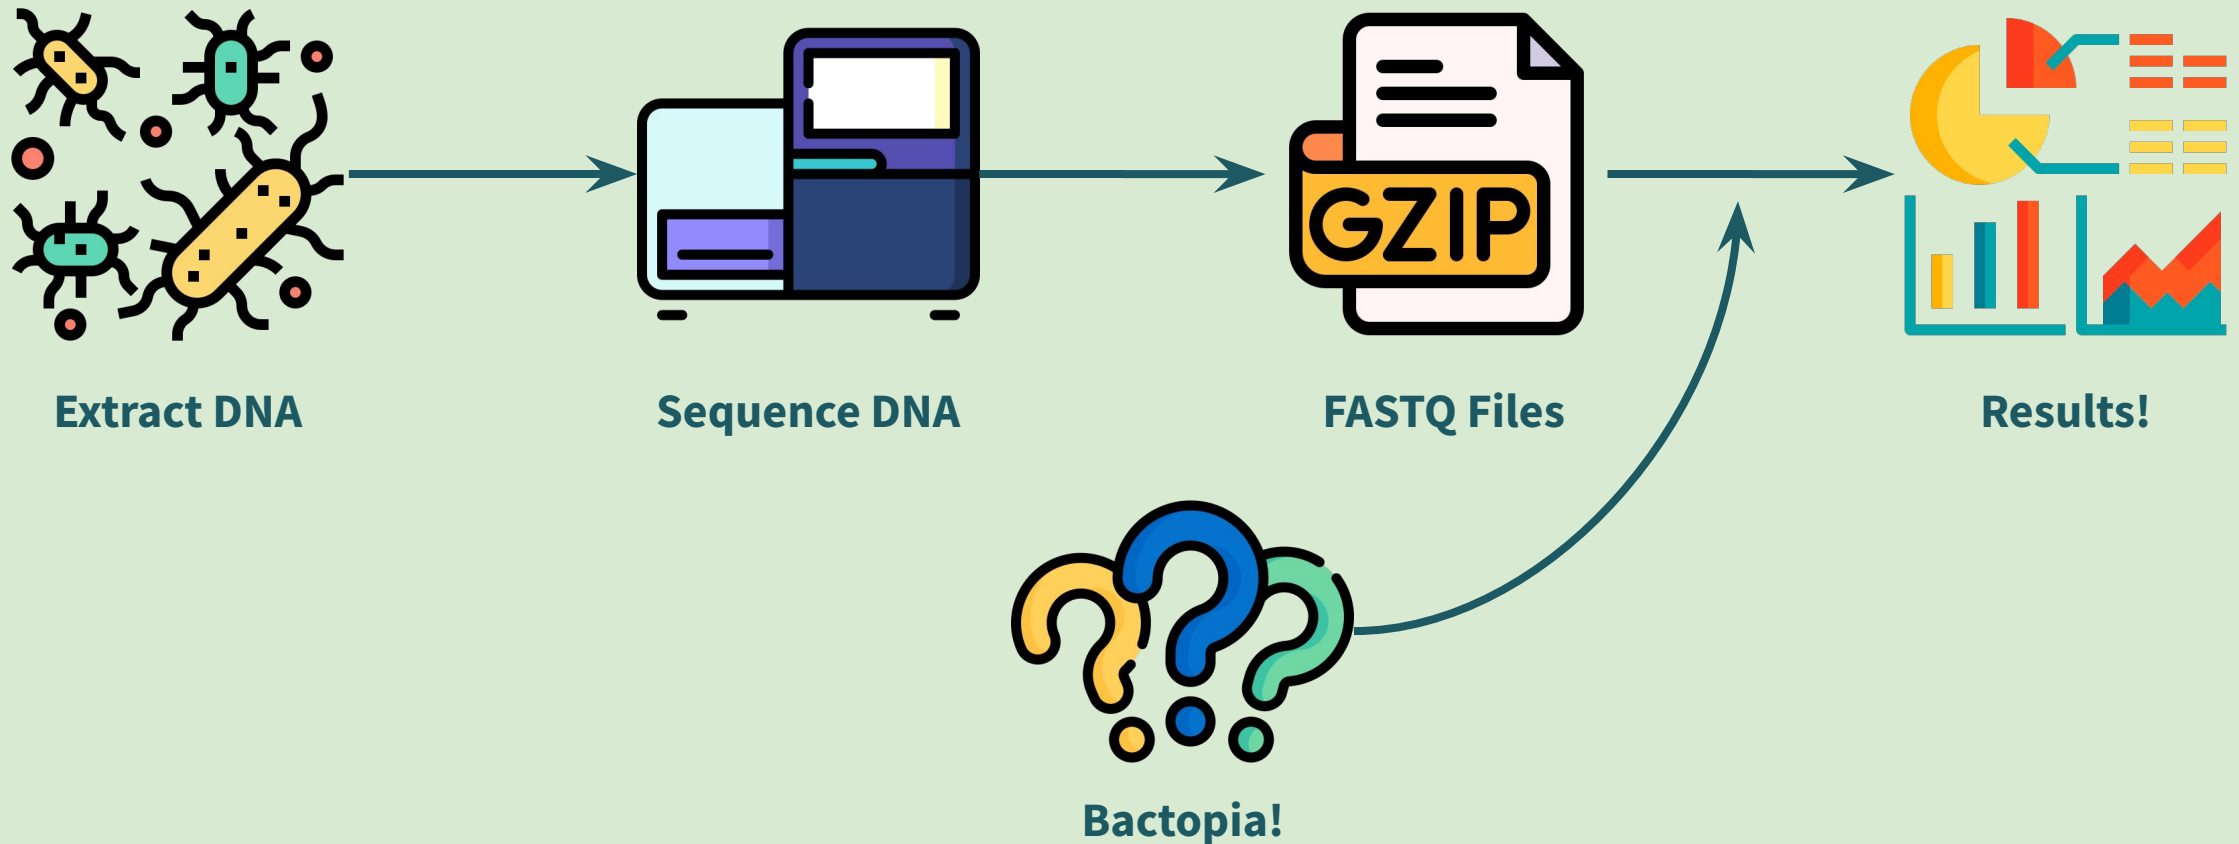 GZIP
Extract DNA
Sequence DNA
FASTQ Files
Results!
Bactopia!